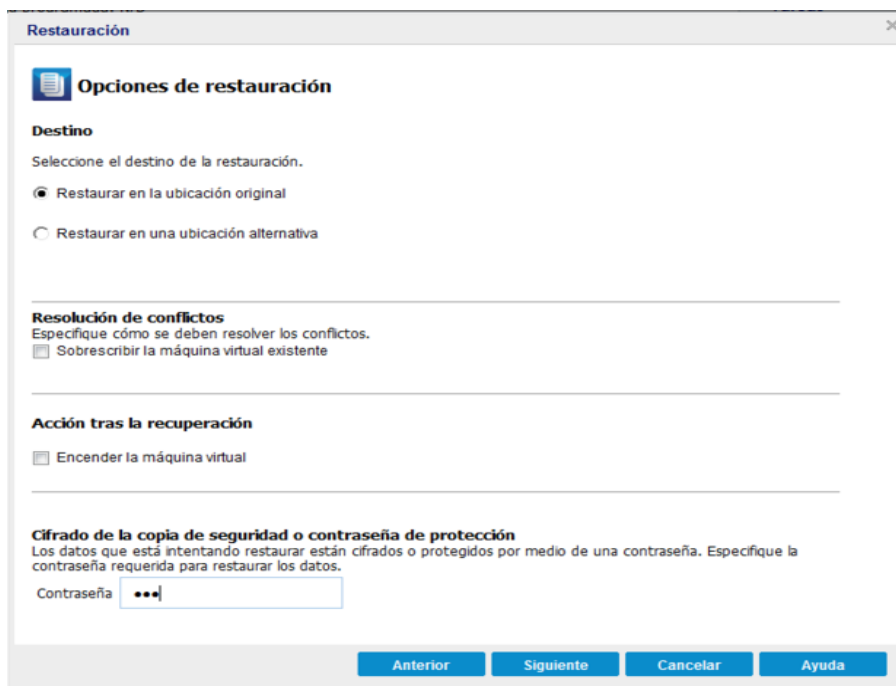 Restauración
Opciones de restauración
Destino
Seleccione el destino de la restauración.
Restaurar en la ubicación original
Restaurar en una ubicación alternativa
Resolución de conflictos
Especifique cómo se deben resolver los conflictos.
Sobrescribir la máquina virtual existente
Acción tras la recuperación
Encender la máquina virtual
Cifrado de la copia de seguridad o contraseña de protección
Los datos que está intentando restaurar están cifrados o protegidos por medio de una contraseña. Especifique la
contraseña requerida para restaurar los datos.
Contraseña •••
Anterior Siguiente Cancelar Ayuda